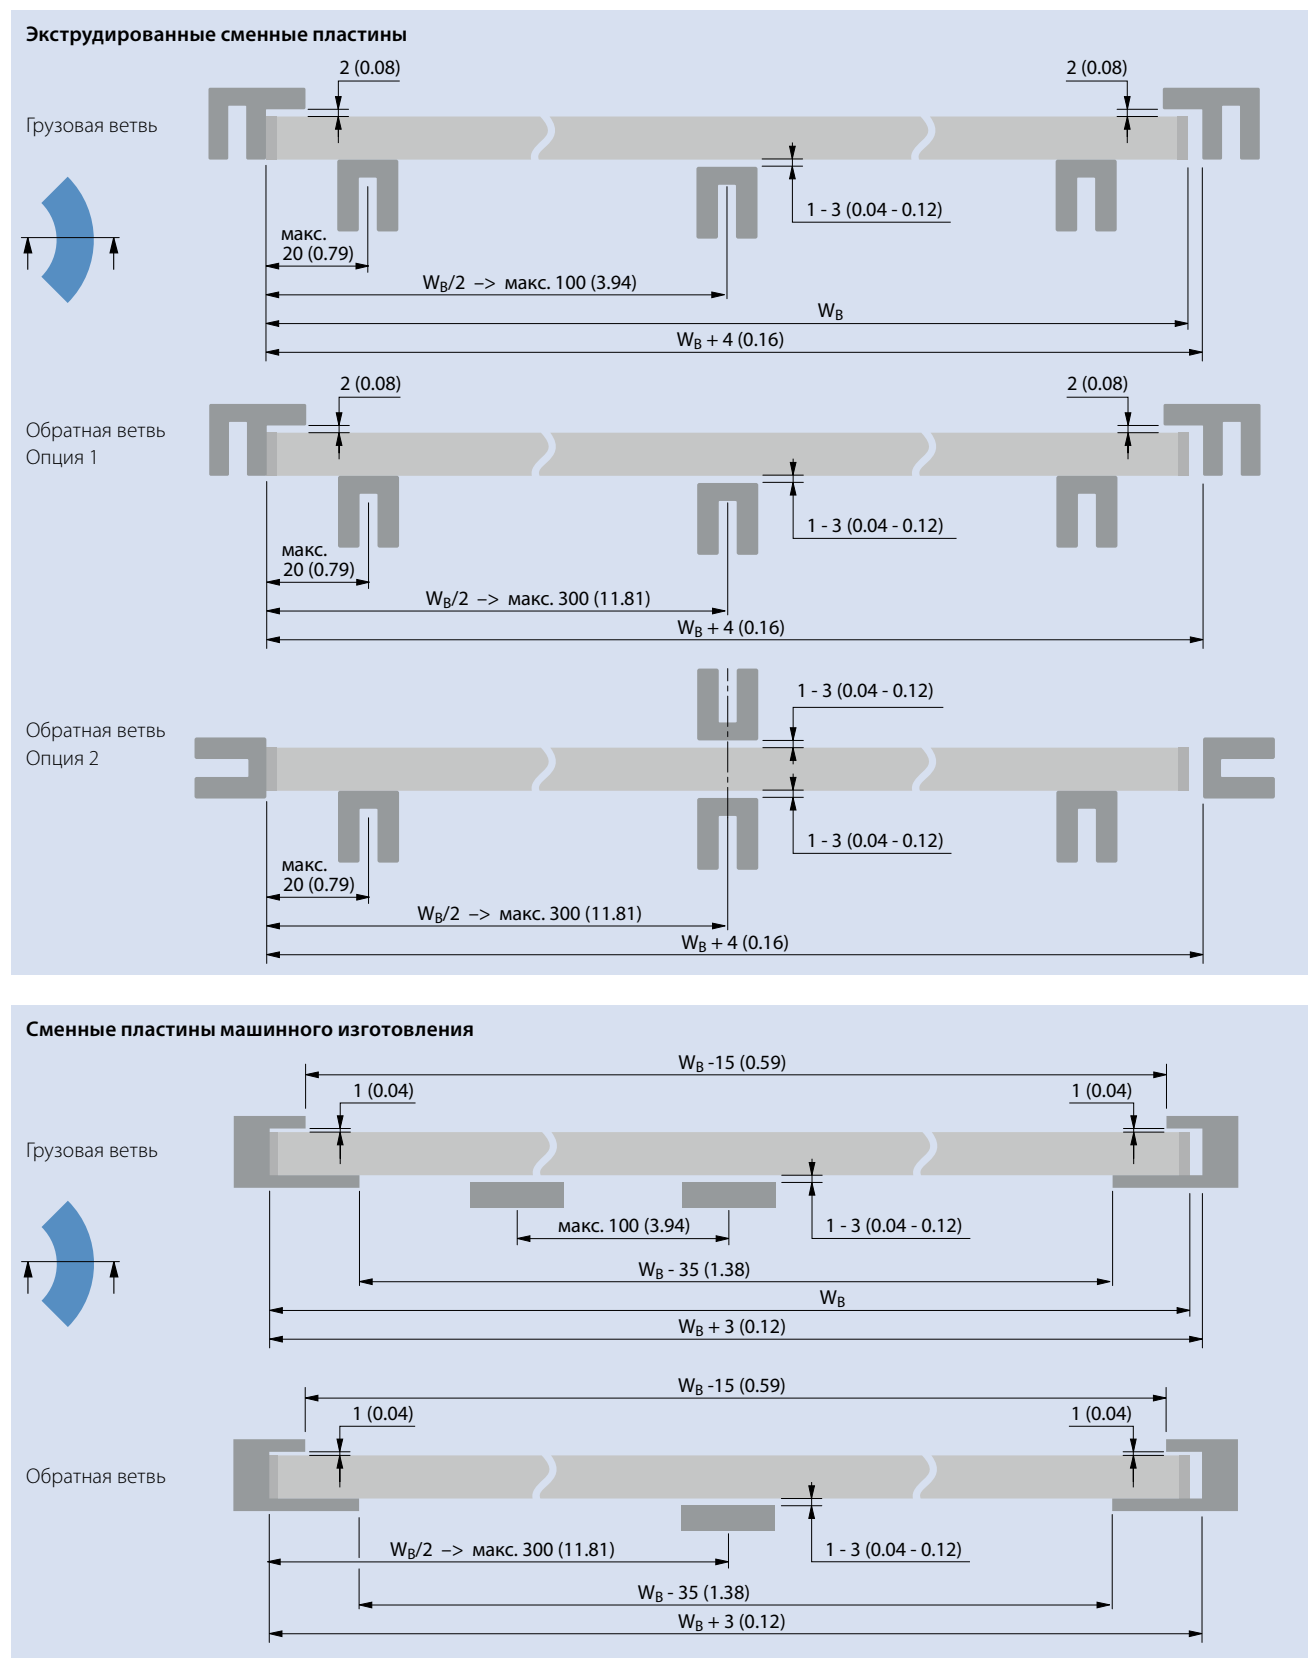 Экструдированные сменные пластины
2 (0.08)
2 (0.08)
Грузовая ветвь
1 - 3 (0.04 - 0.12)
макс.
20 (0.79)
WB/2 –> макс. 100 (3.94)
WB
WB + 4 (0.16)
2 (0.08)
2 (0.08)
Обратная ветвь
Опция 1
1 - 3 (0.04 - 0.12)
макс.
20 (0.79)
WB/2 –> макс. 300 (11.81)
WB + 4 (0.16)
1 - 3 (0.04 - 0.12)
Обратная ветвь
Опция 2
1 - 3 (0.04 - 0.12)
макс.
20 (0.79)
WB/2 –> макс. 300 (11.81)
WB + 4 (0.16)
Сменные пластины машинного изготовления
WB -15 (0.59)
1 (0.04)
1 (0.04)
Грузовая ветвь
макс. 100 (3.94)
1 - 3 (0.04 - 0.12)
WB - 35 (1.38)
WB
WB + 3 (0.12)
WB -15 (0.59)
1 (0.04)
1 (0.04)
Обратная ветвь
WB/2 –> макс. 300 (11.81)
1 - 3 (0.04 - 0.12)
WB - 35 (1.38)
WB + 3 (0.12)